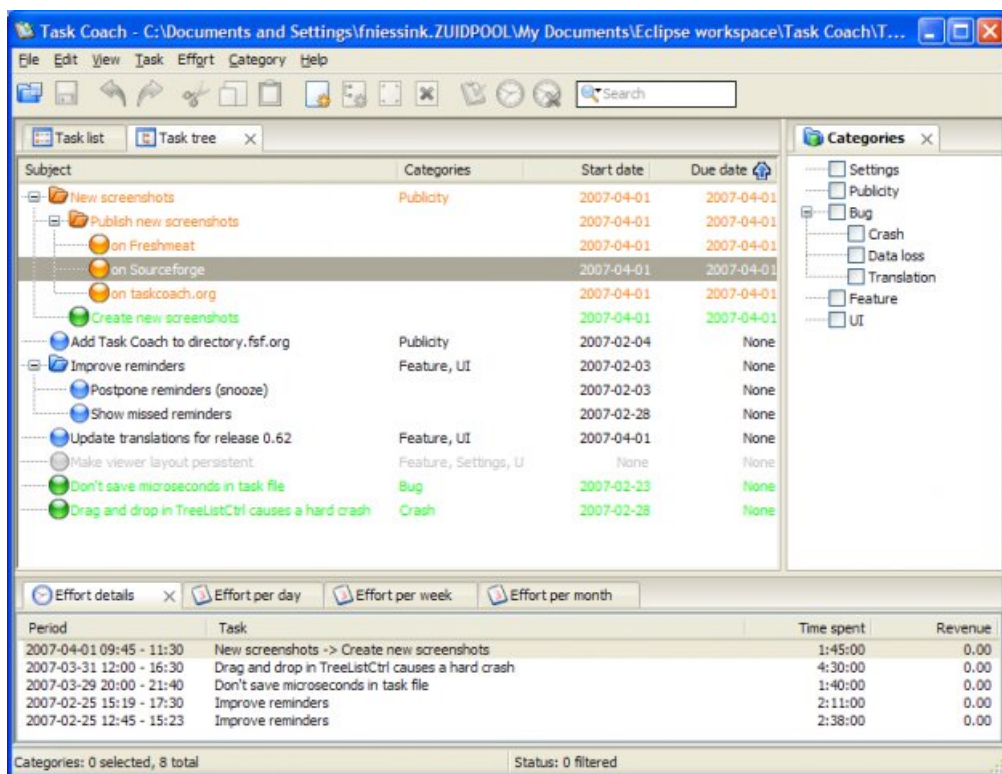 Task Coach - C:\Documents and Settings\fniessink.ZUIDPOOL\My Documents\Eclipse workspace\Task Coach\T...
File Edit View Task Effort Category Help
Search
Task list Task tree
Subject Categories Start date Due date
New screenshots Publicity 2007-04-01 2007-04-01
Publish new screenshots 2007-04-01 2007-04-01
on Freshmeat 2007-04-01 2007-04-01
on Sourceforge 2007-04-01 2007-04-01
on taskcoach.org 2007-04-01 2007-04-01
Create new screenshots 2007-04-01 2007-04-01
Add Task Coach to directory.fsf.org Publicity 2007-02-04 None
Improve reminders Feature, UI 2007-02-03 None
Postpone reminders (snooze) 2007-02-03 None
Show missed reminders 2007-02-28 None
Update translations for release 0.62 Feature, UI 2007-04-01 None
Make viewer layout persistent Feature, Settings, U None None
Don't save microseconds in task file Bug 2007-02-23 None
Drag and drop in TreeListCtrl causes a hard crash Crash 2007-02-28 None
Categories
Settings
Publicity
Bug
Crash
Data loss
Translation
Feature
UI
Effort details Effort per day Effort per week Effort per month
Period Task Time spent Revenue
2007-04-01 09:45 - 11:30 New screenshots -> Create new screenshots 1:45:00 0.00
2007-03-31 12:00 - 16:30 Drag and drop in TreeListCtrl causes a hard crash 4:30:00 0.00
2007-03-29 20:00 - 21:40 Don't save microseconds in task file 1:40:00 0.00
2007-02-25 15:19 - 17:30 Improve reminders 2:11:00 0.00
2007-02-25 12:45 - 15:23 Improve reminders 2:38:00 0.00
Categories: 0 selected, 8 total Status: 0 filtered